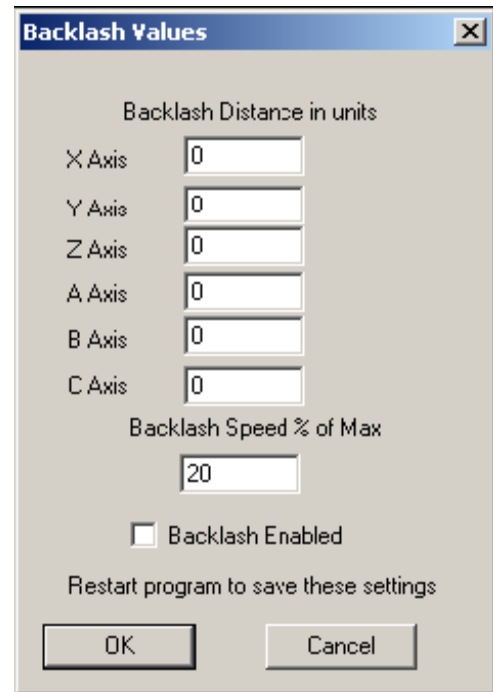 Backlash Values
Backlash Distance in units
X Axis 0
Y Axis 0
Z Axis 0
A Axis 0
B Axis 0
C Axis 0
Backlash Speed % of Max
20
Backlash Enabled
Restart program to save these settings
OK Cancel